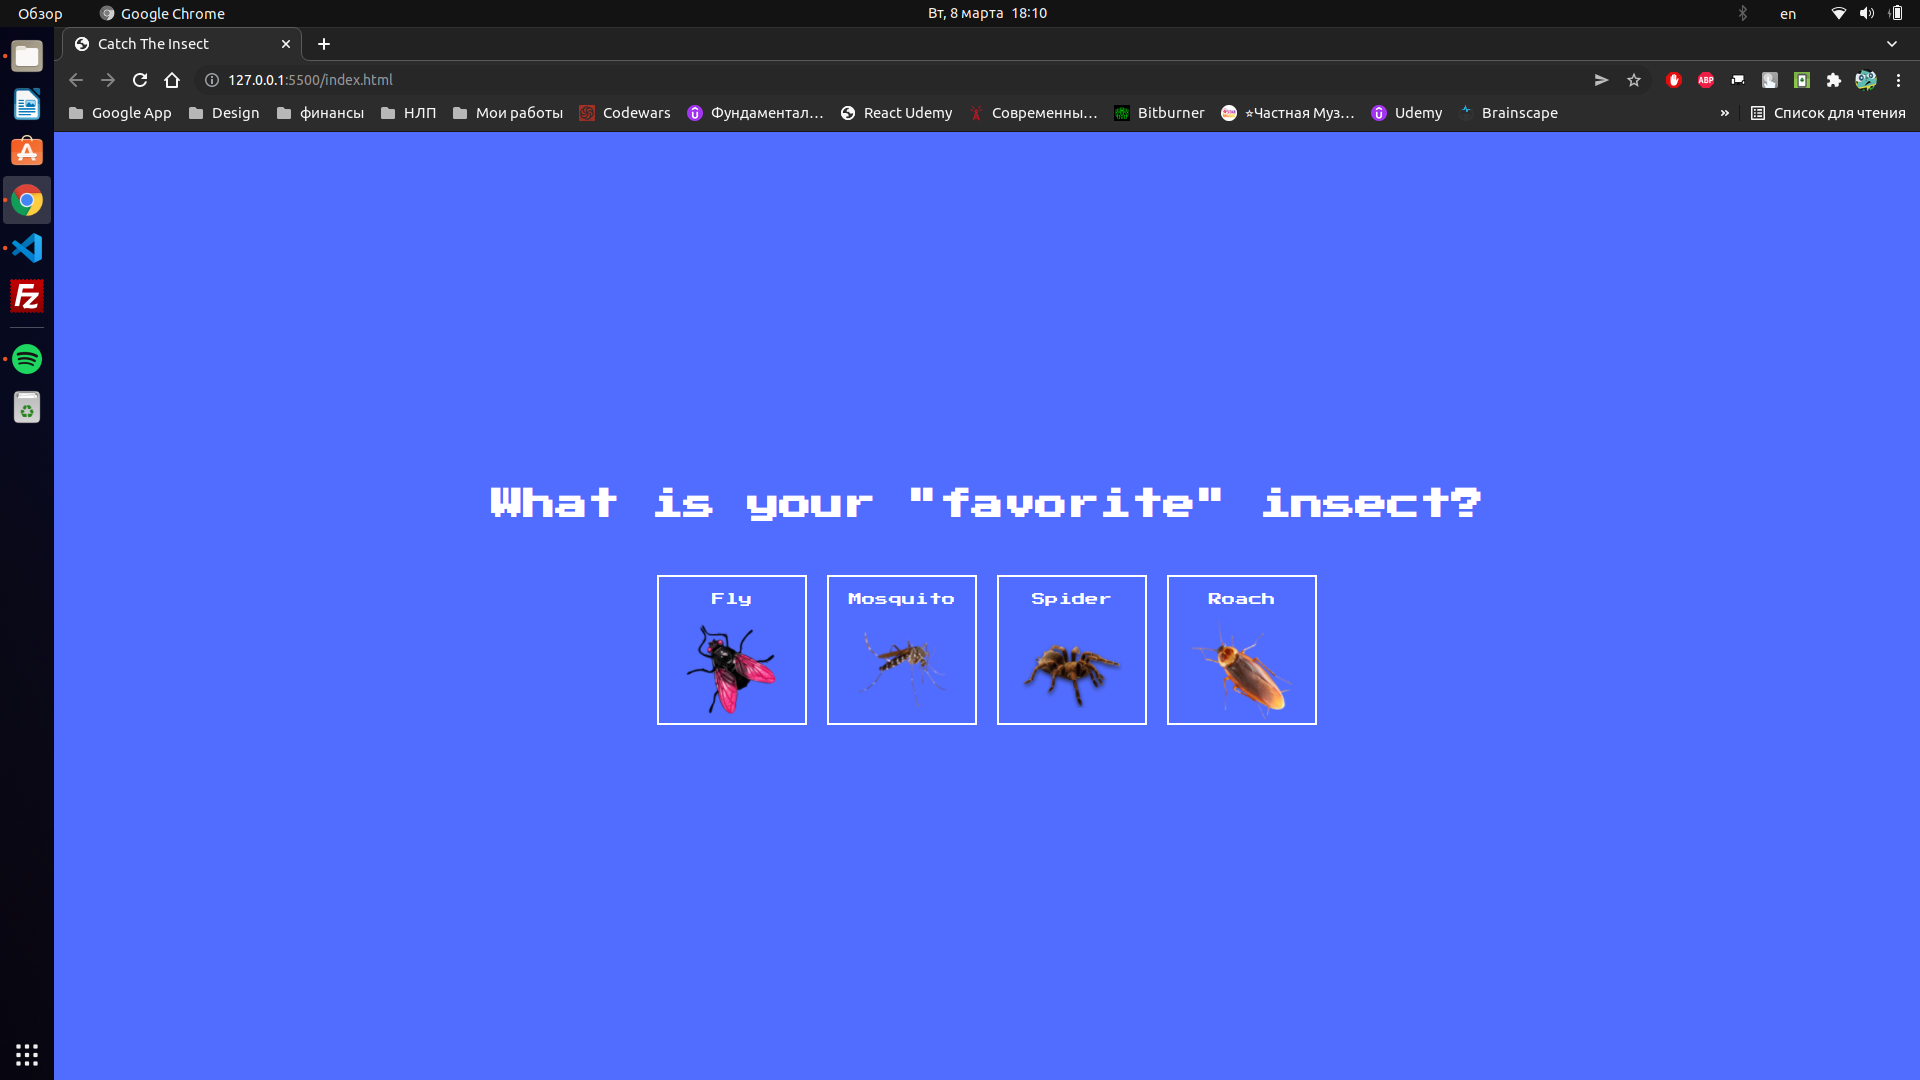 Обзор Google Chrome Вт, 8 марта 18:10 en
Catch The Insect
127.0.0.1:5500/index.html ABP
Google App Design финансы НЛП Мои работы Codewars Фундаментал… React Udemy Современны… Bitburner ⭐Частная Муз… Udemy Brainscape » Список для чтения
Fz
What is your "favorite" insect?
Fly Mosquito Spider Roach